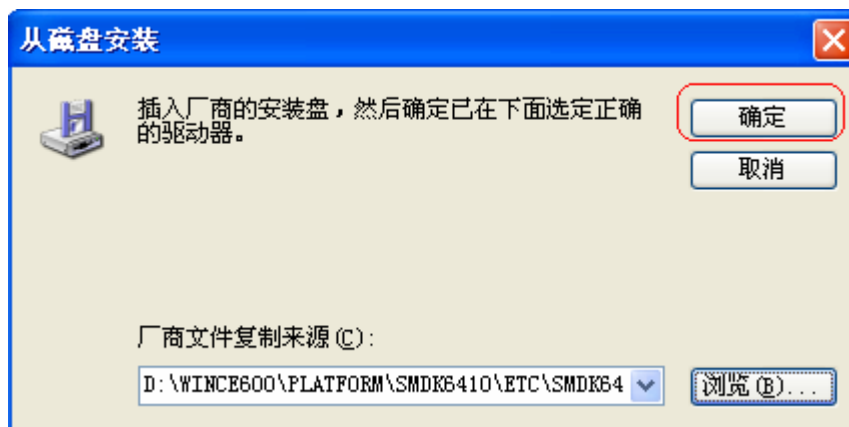 从磁盘安装
插入厂商的安装盘，然后确定已在下面选定正确
的驱动器。
确定
取消
厂商文件复制来源(C):
D:\WINCE600\PLATFORM\SMDK6410\ETC\SMDK64
浏览(B)...